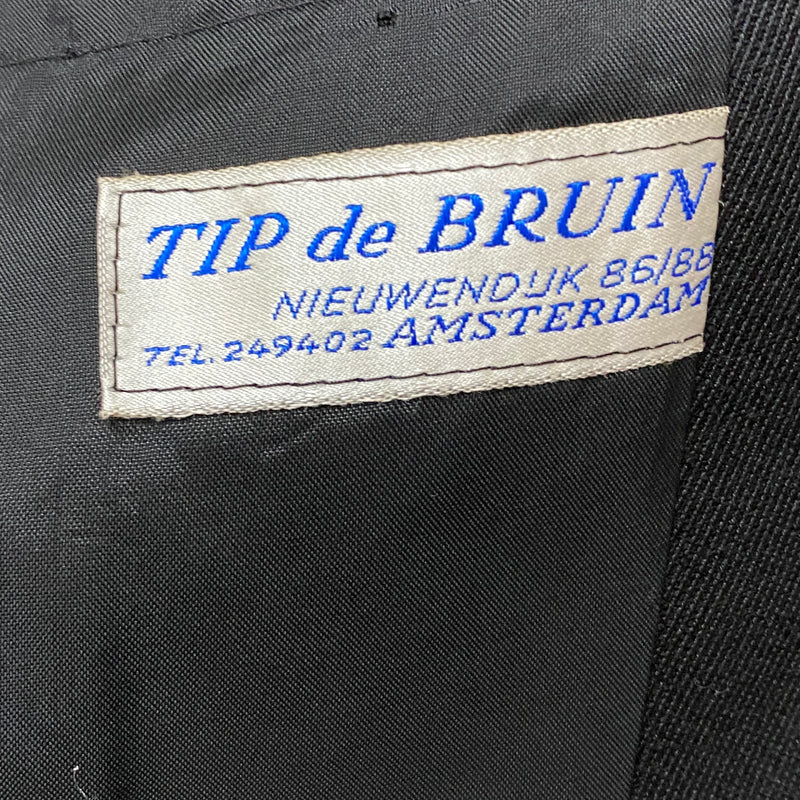 TIP de BRUIN
NIEUWENDIJK 86/88
TEL. 249402 AMSTERDAM